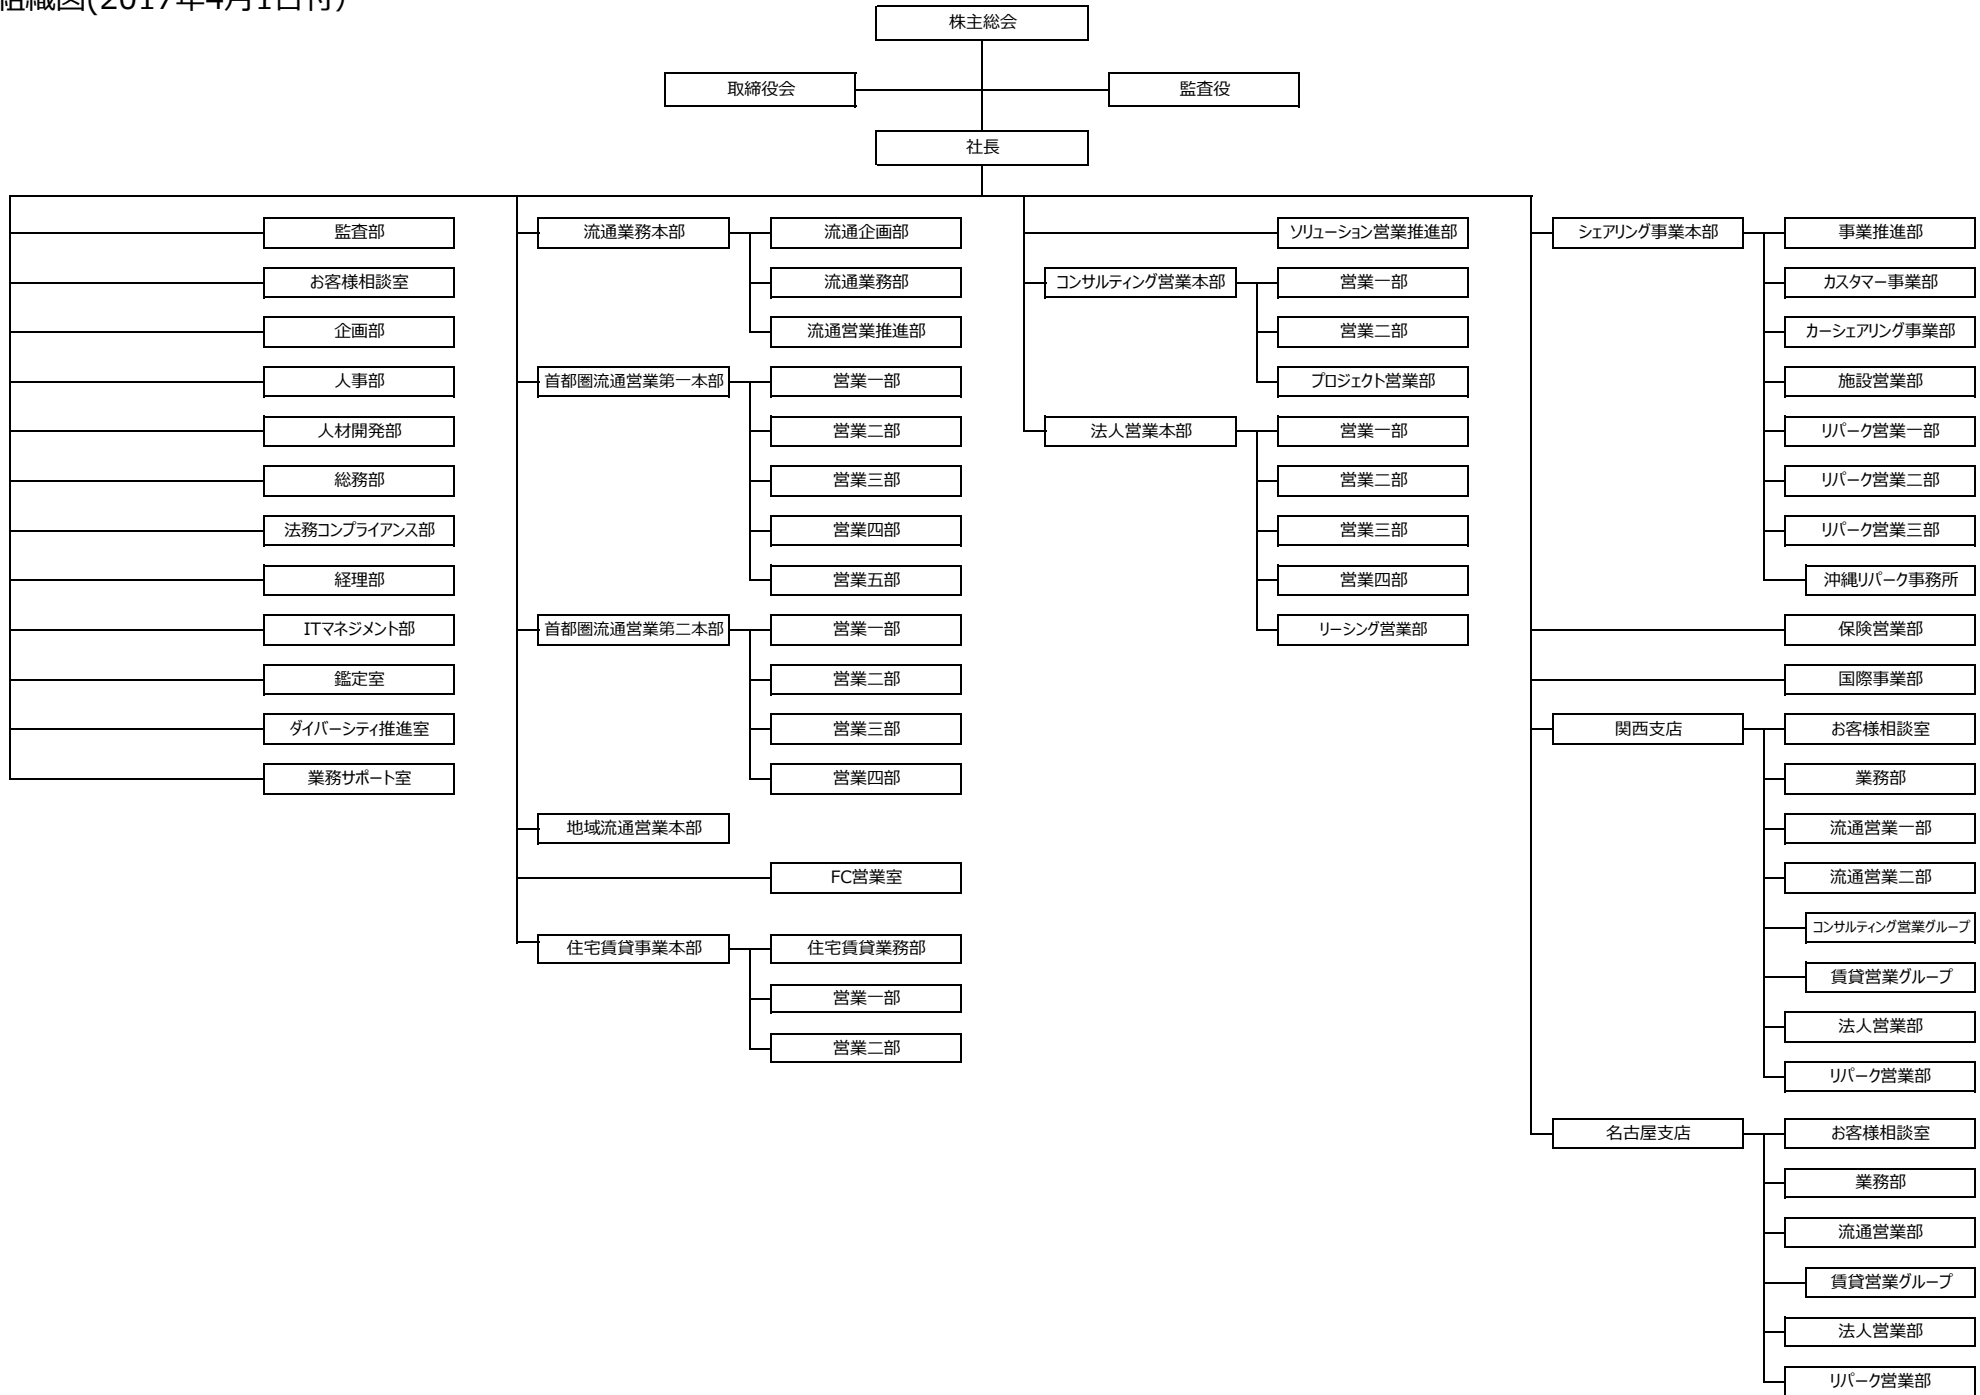 組織図(2017年4月1日付)
株主総会
取締役会
監査役
社長
監査部
お客様相談室
企画部
人事部
人材開発部
総務部
法務コンプライアンス部
経理部
ITマネジメント部
鑑定室
ダイバーシティ推進室
業務サポート室
流通業務本部
流通企画部
流通業務部
流通営業推進部
首都圏流通営業第一本部
営業一部
営業二部
営業三部
営業四部
営業五部
首都圏流通営業第二本部
営業一部
営業二部
営業三部
営業四部
地域流通営業本部
FC営業室
住宅賃貸事業本部
住宅賃貸業務部
営業一部
営業二部
ソリューション営業推進部
コンサルティング営業本部
営業一部
営業二部
プロジェクト営業部
法人営業本部
営業一部
営業二部
営業三部
営業四部
リーシング営業部
シェアリング事業本部
事業推進部
カスタマー事業部
カーシェアリング事業部
施設営業部
リパーク営業一部
リパーク営業二部
リパーク営業三部
沖縄リパーク事務所
保険営業部
国際事業部
関西支店
お客様相談室
業務部
流通営業一部
流通営業二部
コンサルティング営業グループ
賃貸営業グループ
法人営業部
リパーク営業部
名古屋支店
お客様相談室
業務部
流通営業部
賃貸営業グループ
法人営業部
リパーク営業部